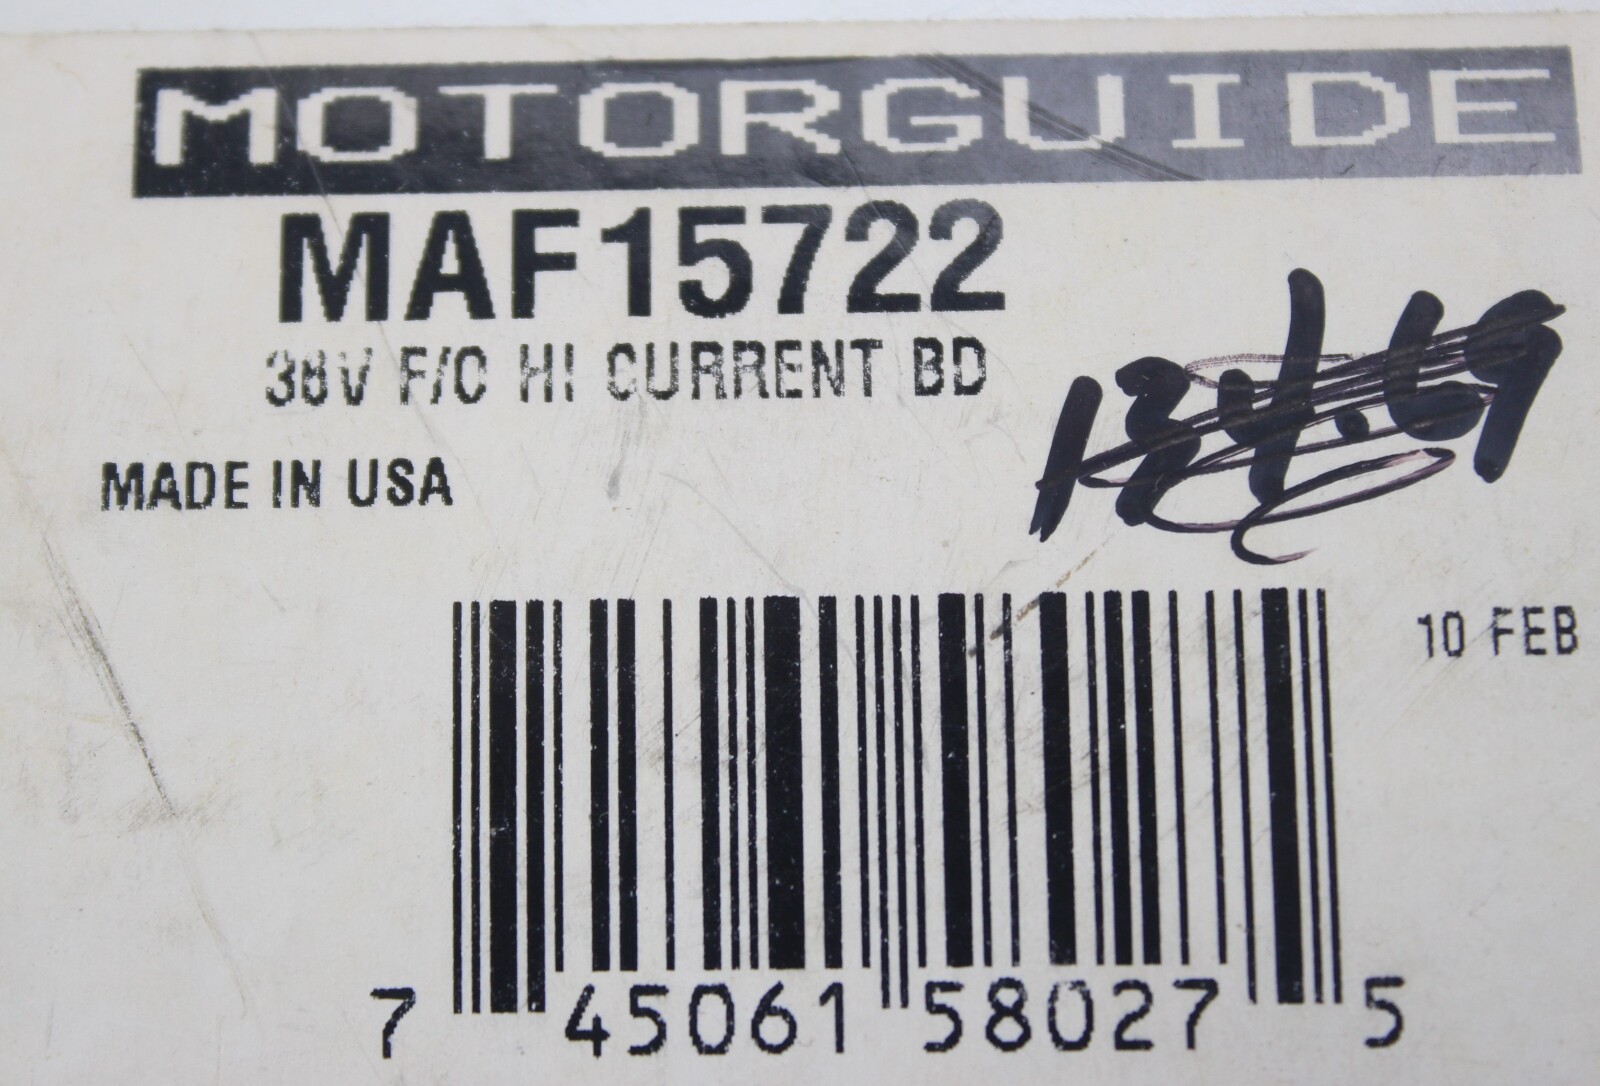 MOTORGUIDE
MAF15722
36V F/C HI CURRENT BD
MADE IN USA
10 FEB
7 45061 58027 5